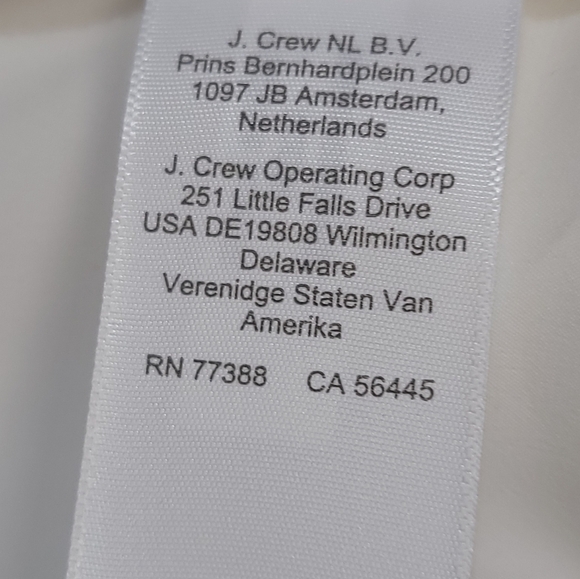 J. Crew NL B.V.
Prins Bernhardplein 200
1097 JB Amsterdam,
Netherlands
J. Crew Operating Corp
251 Little Falls Drive
USA DE19808 Wilmington
Delaware
Verenidge Staten Van
Amerika
RN 77388 CA 56445